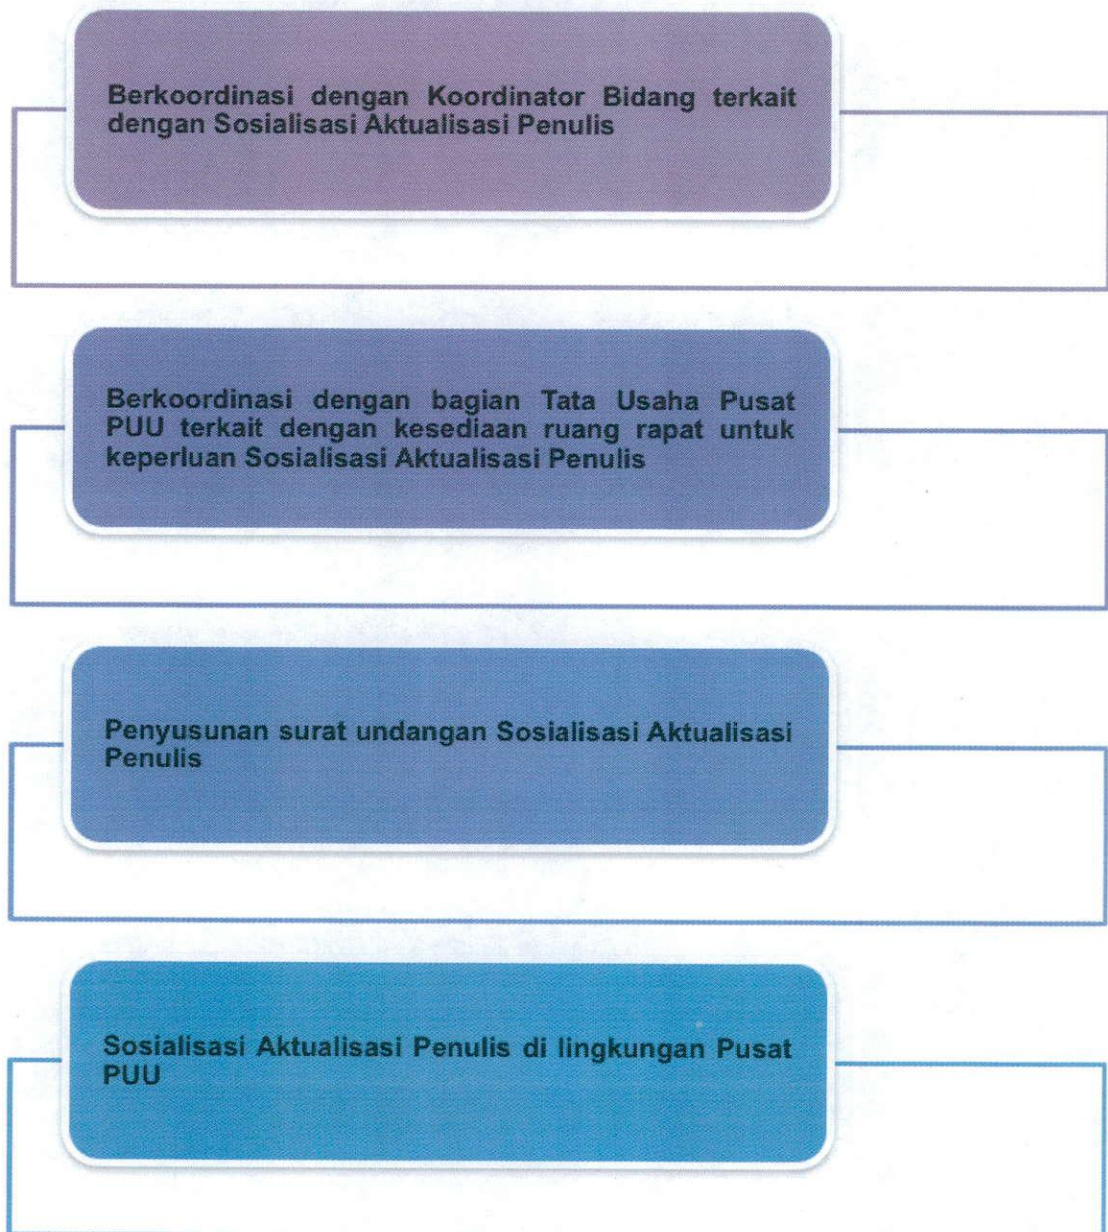 Berkoordinasi dengan Koordinator Bidang terkait
dengan Sosialisasi Aktualisasi Penulis
Berkoordinasi dengan bagian Tata Usaha Pusat
PUU terkait dengan kesediaan ruang rapat untuk
keperluan Sosialisasi Aktualisasi Penulis
Penyusunan surat undangan Sosialisasi Aktualisasi
Penulis
Sosialisasi Aktualisasi Penulis di lingkungan Pusat
PUU